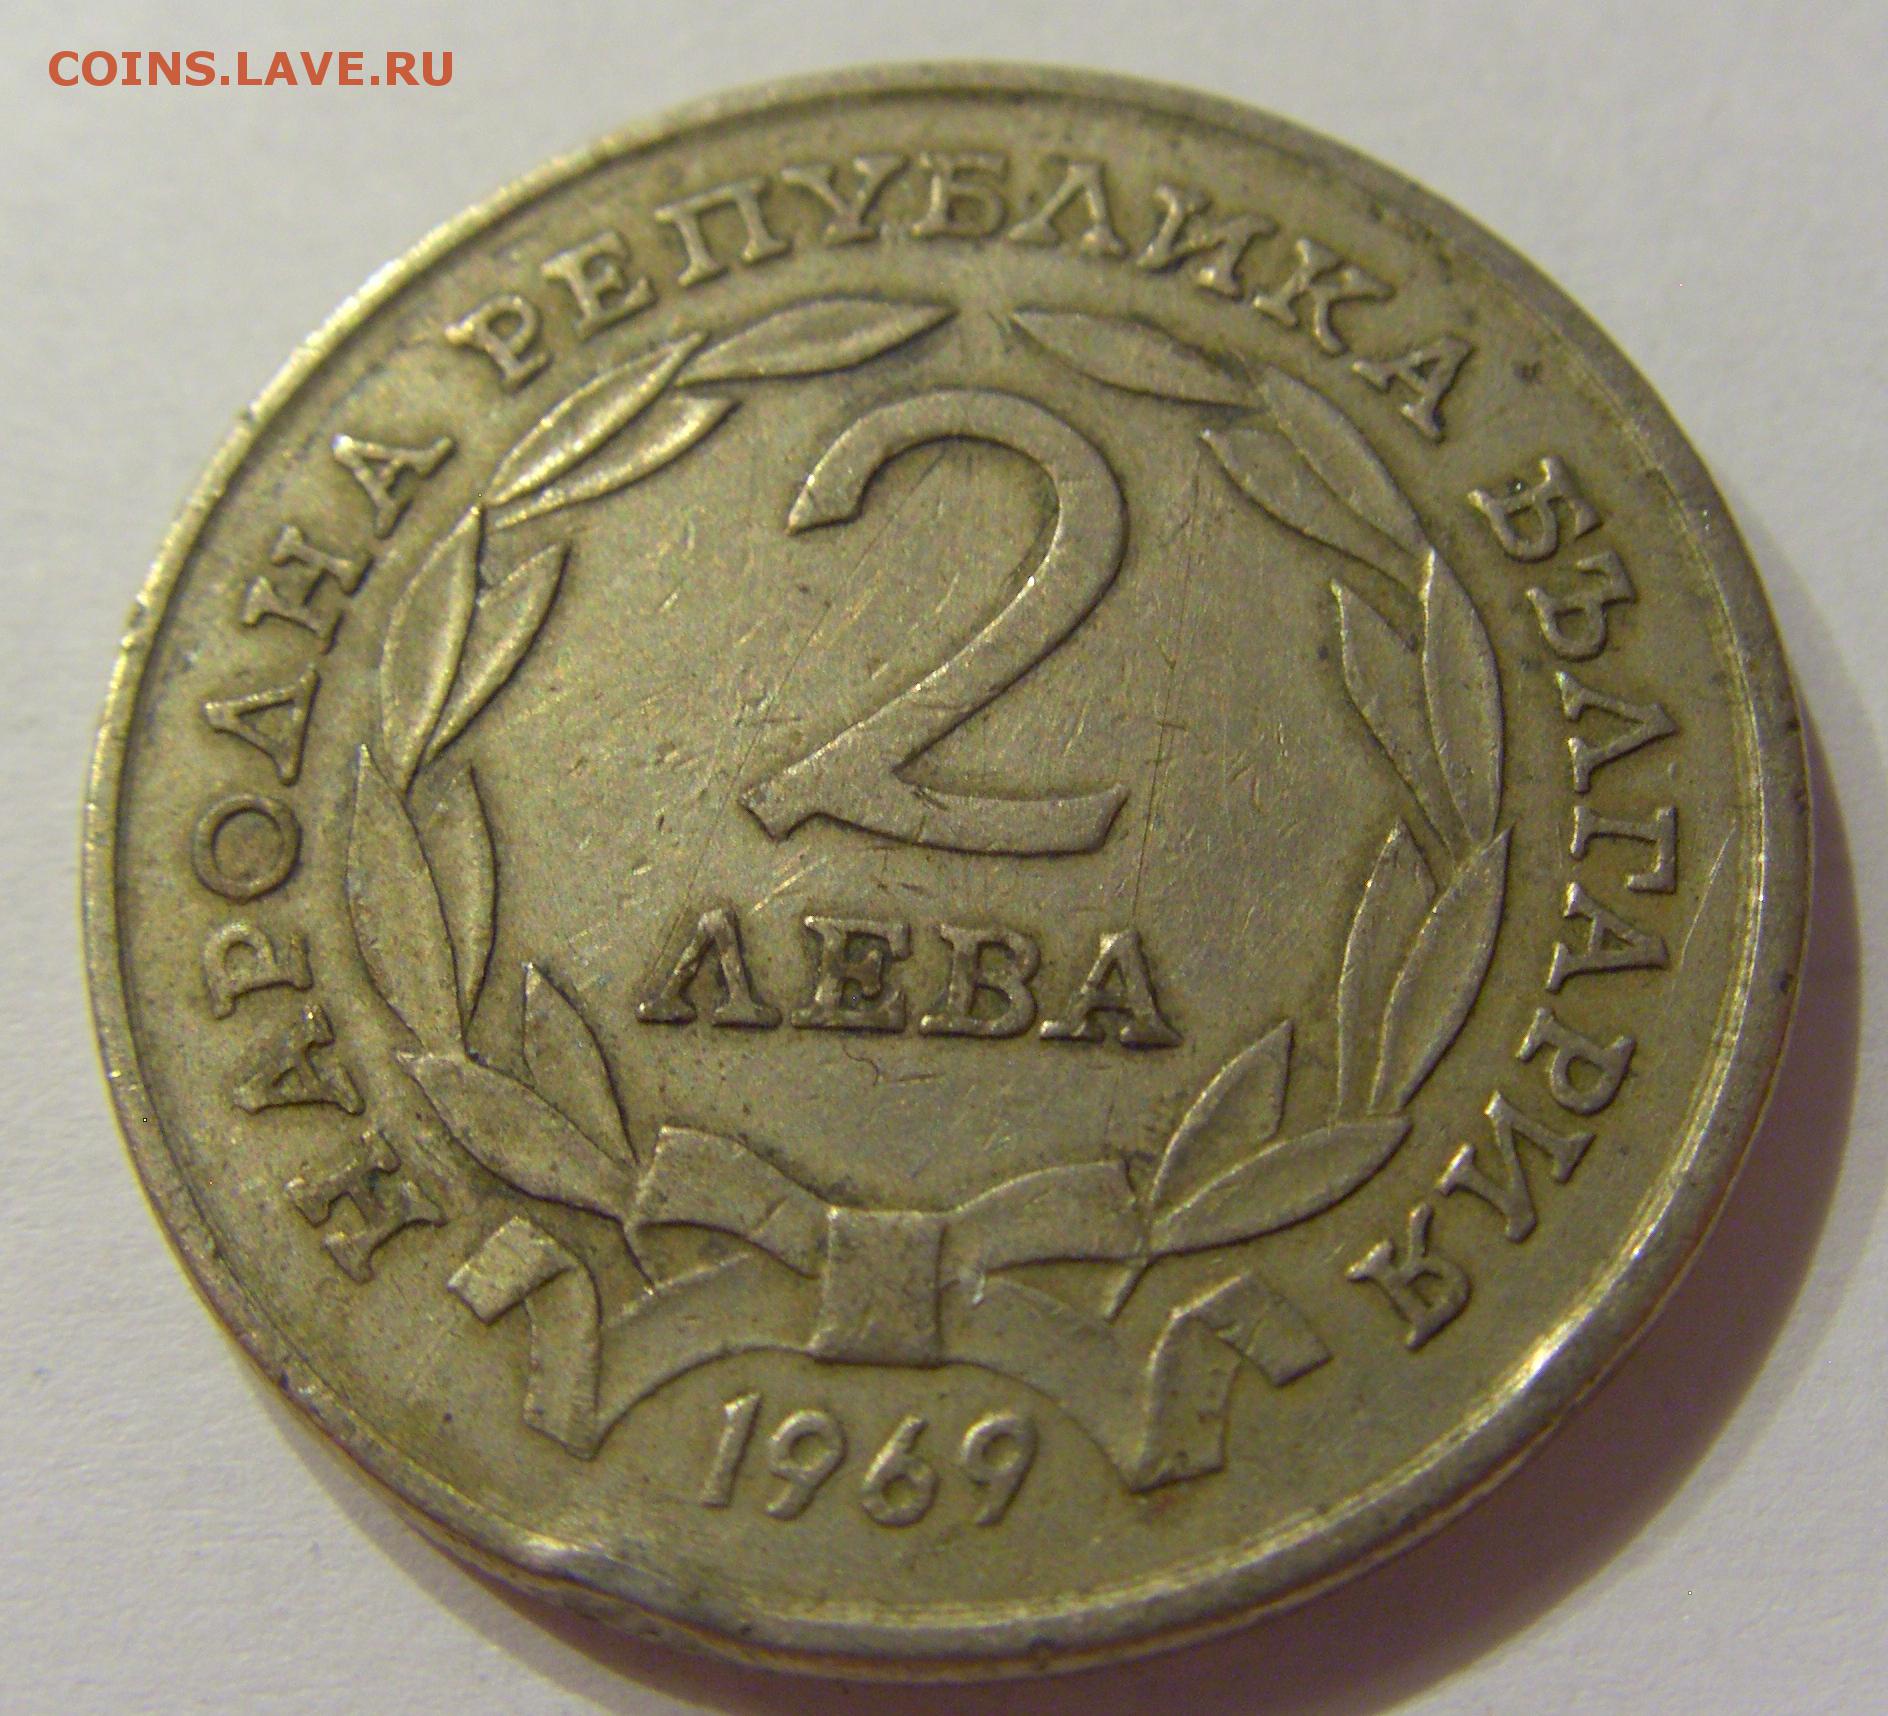 COINS.LAVE.RU
НАРОДНА РЕПУБЛИКА БЪЛГАРИЯ
2
ЛЕВА
1969